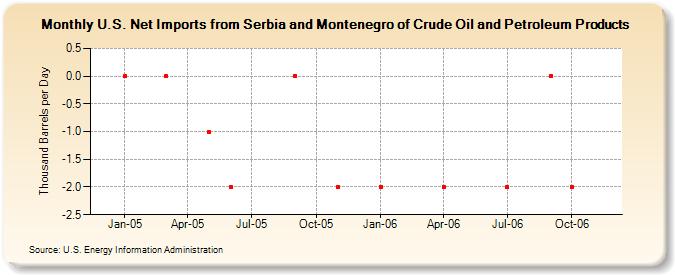 Monthly U.S. Net Imports from Serbia and Montenegro of Crude Oil and Petroleum Products
Thousand Barrels per Day
0.5
0.0
-0.5
-1.0
-1.5
-2.0
-2.5
Jan-05 Apr-05 Jul-05 Oct-05 Jan-06 Apr-06 Jul-06 Oct-06
Source: U.S. Energy Information Administration